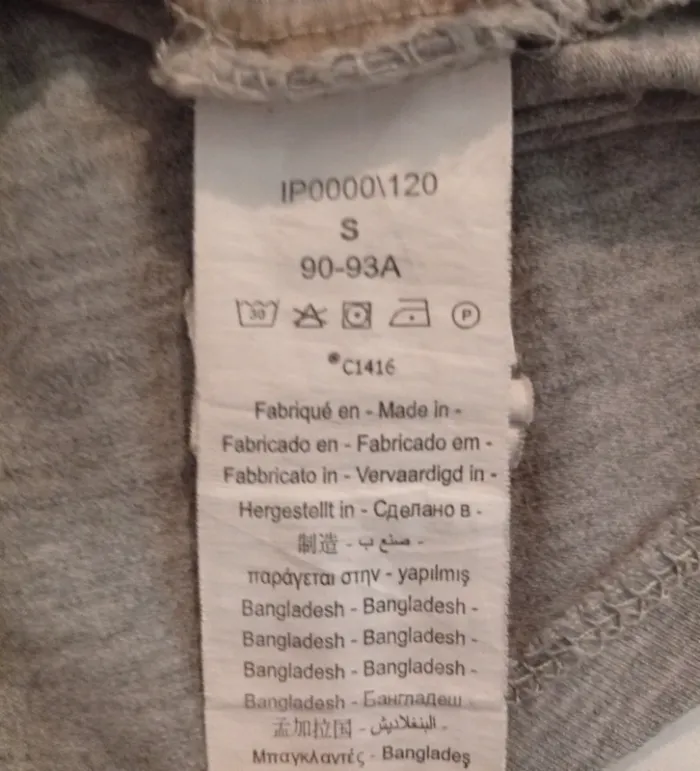 IP0000\120
S
90-93A
30 P
*C1416
Fabriqué en - Made in -
Fabricado en - Fabricado em -
Fabbricato in - Vervaardigd in -
Hergestellt in - Сделано в -
制造 - صنع ب -
παράγεται στην - yapılmış
Bangladesh - Bangladesh -
Bangladesh - Bangladesh -
Bangladesh - Bangladesh -
Bangladesh - Бангладеш -
孟加拉国 - البنغلاديش -
Μπαγκλαντές - Bangladeş